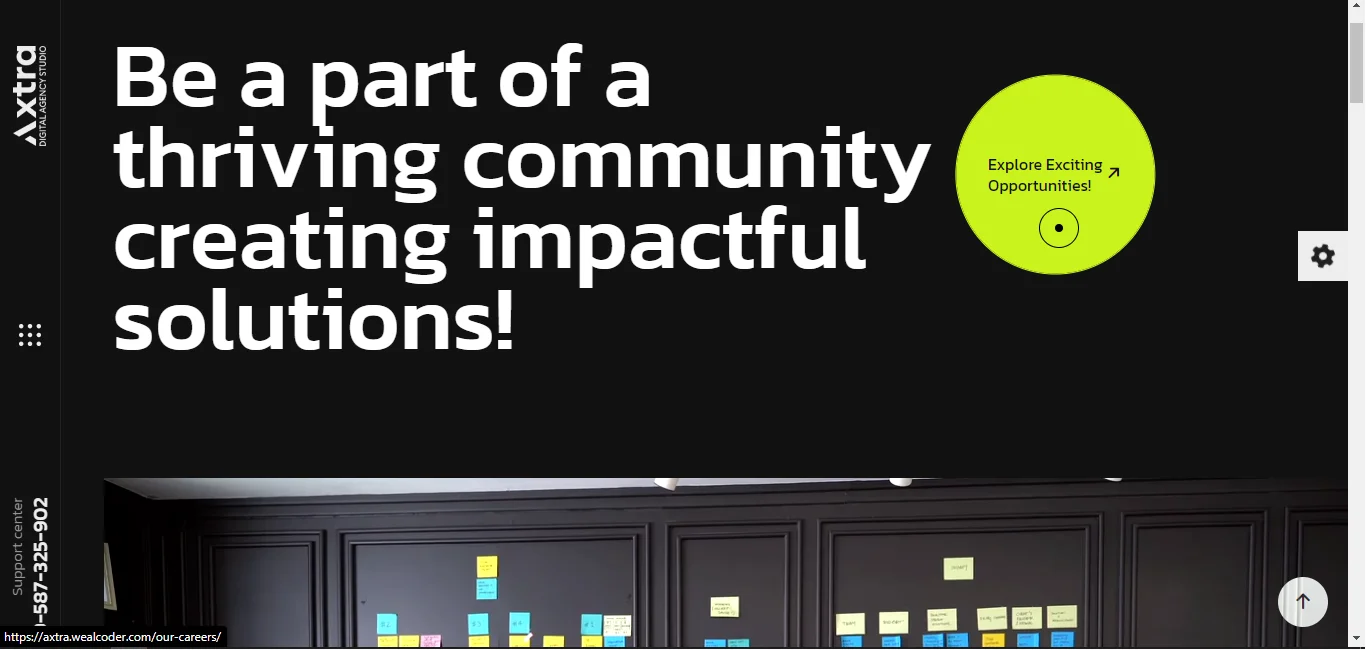 Axtra
DIGITAL AGENCY STUDIO
Be a part of a
thriving community
creating impactful
solutions!
Explore Exciting
Opportunities!
Support center
-587-325-902
https://axtra.wealcoder.com/our-careers/